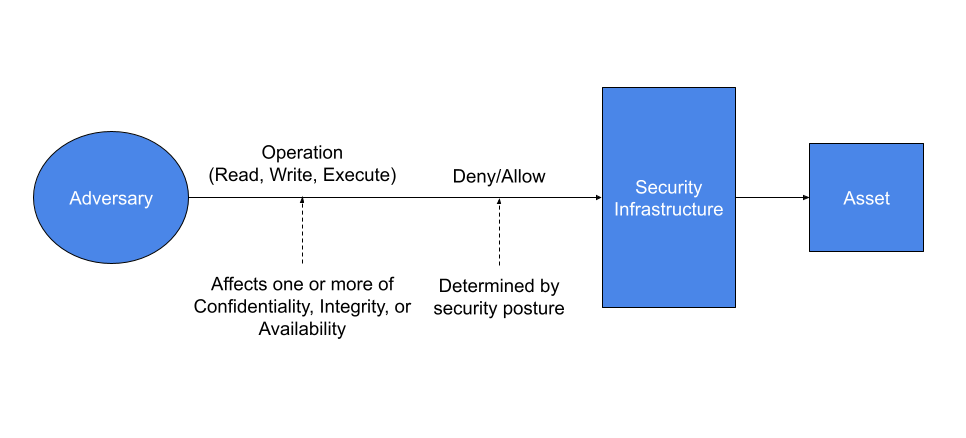 Adversary
Operation
(Read, Write, Execute)
Deny/Allow
Affects one or more of
Confidentiality, Integrity, or
Availability
Determined by
security posture
Security
Infrastructure
Asset